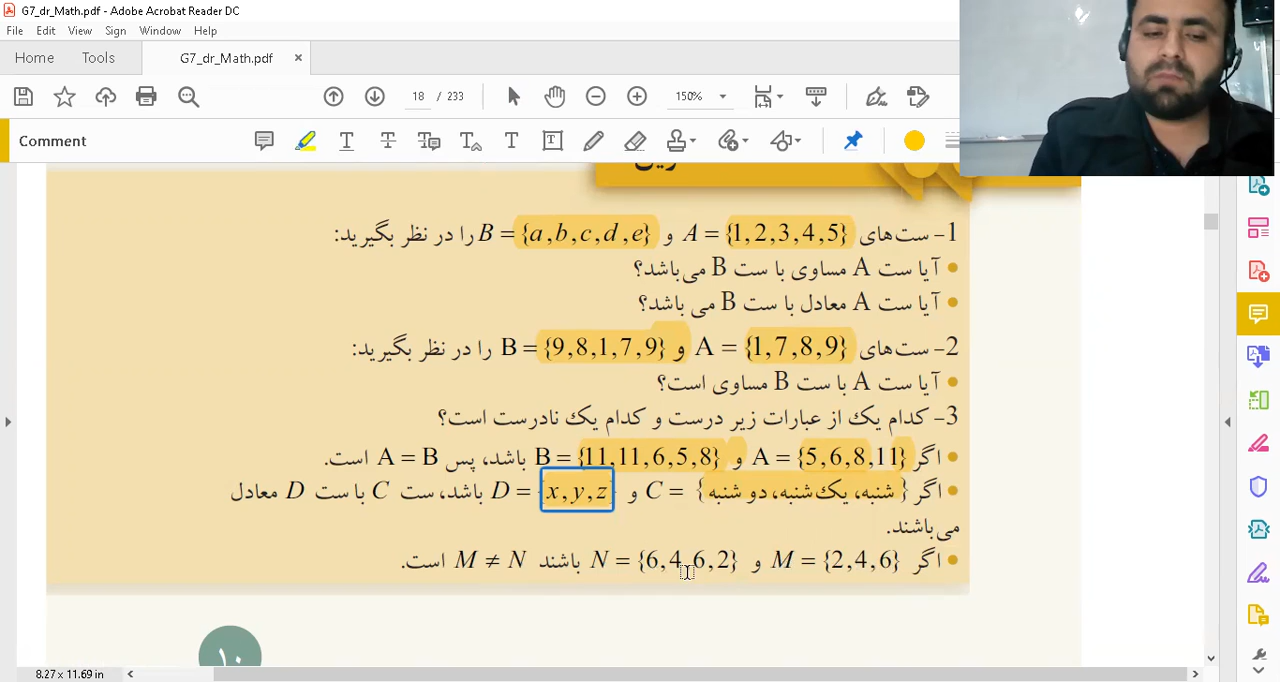 G7_dr_Math.pdf - Adobe Acrobat Reader DC
File Edit View Sign Window Help
Home Tools G7_dr_Math.pdf ×
18 / 233 150%
Comment
1- ست‌های A = {1,2,3,4,5} و B = {a,b,c,d,e} را در نظر بگیرید:
• آیا ست A مساوی با ست B می‌باشد؟
• آیا ست A معادل با ست B می باشد؟
2- ست‌های A = {1,7,8,9} و B = {9,8,1,7,9} را در نظر بگیرید:
• آیا ست A با ست B مساوی است؟
3- کدام یک از عبارات زیر درست و کدام یک نادرست است؟
• اگر A = {5,6,8,11} و B = {11,11,6,5,8} باشد، پس A = B است.
• اگر {شنبه، یک‌شنبه، دو شنبه} = C و D = {x,y,z} باشد، ست C با ست D معادل
می‌باشند.
• اگر M = {2,4,6} و N = {6,4,6,2} باشند M ≠ N است.
۱۰
8.27 x 11.69 in